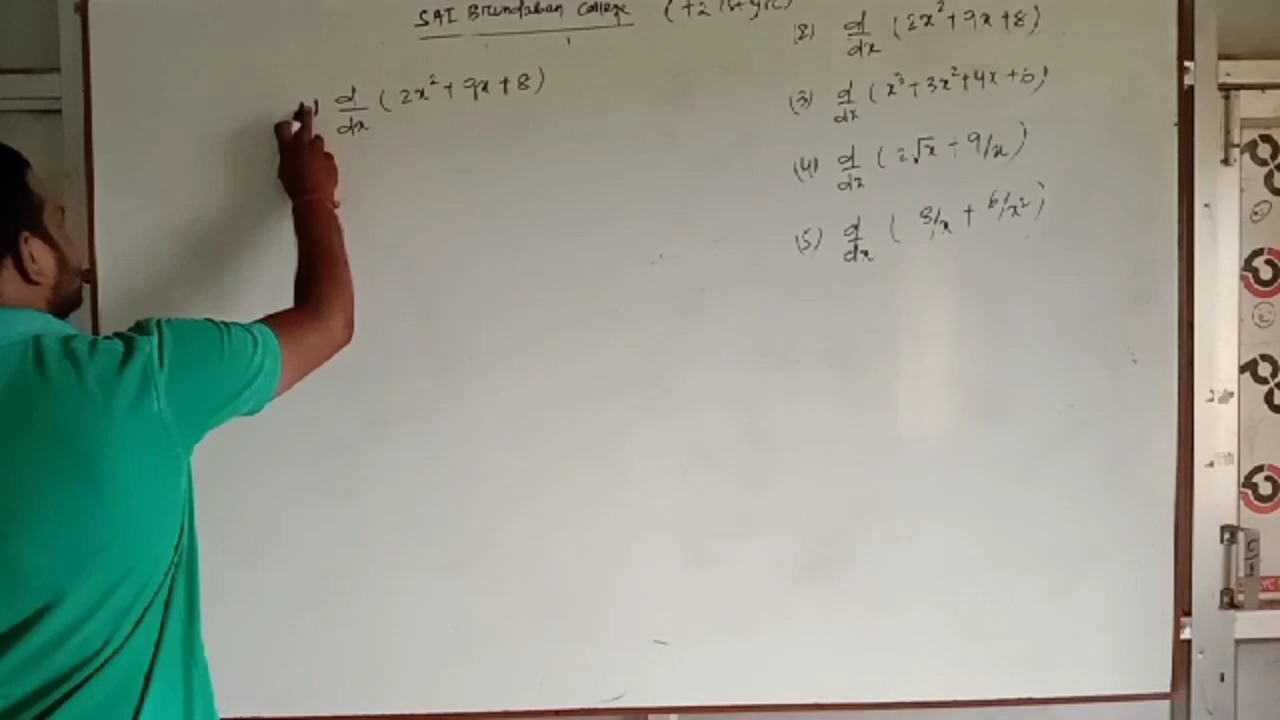 SAI Brundaban College (+2 1st yr)
d/dx (2x² + 9x + 8)
(2) d/dx (2x² + 9x + 8)
(3) d/dx (x³ + 3x² + 4x + 6)
(4) d/dx (2√x + 9/x)
(5) d/dx (8/x + 6/x²)